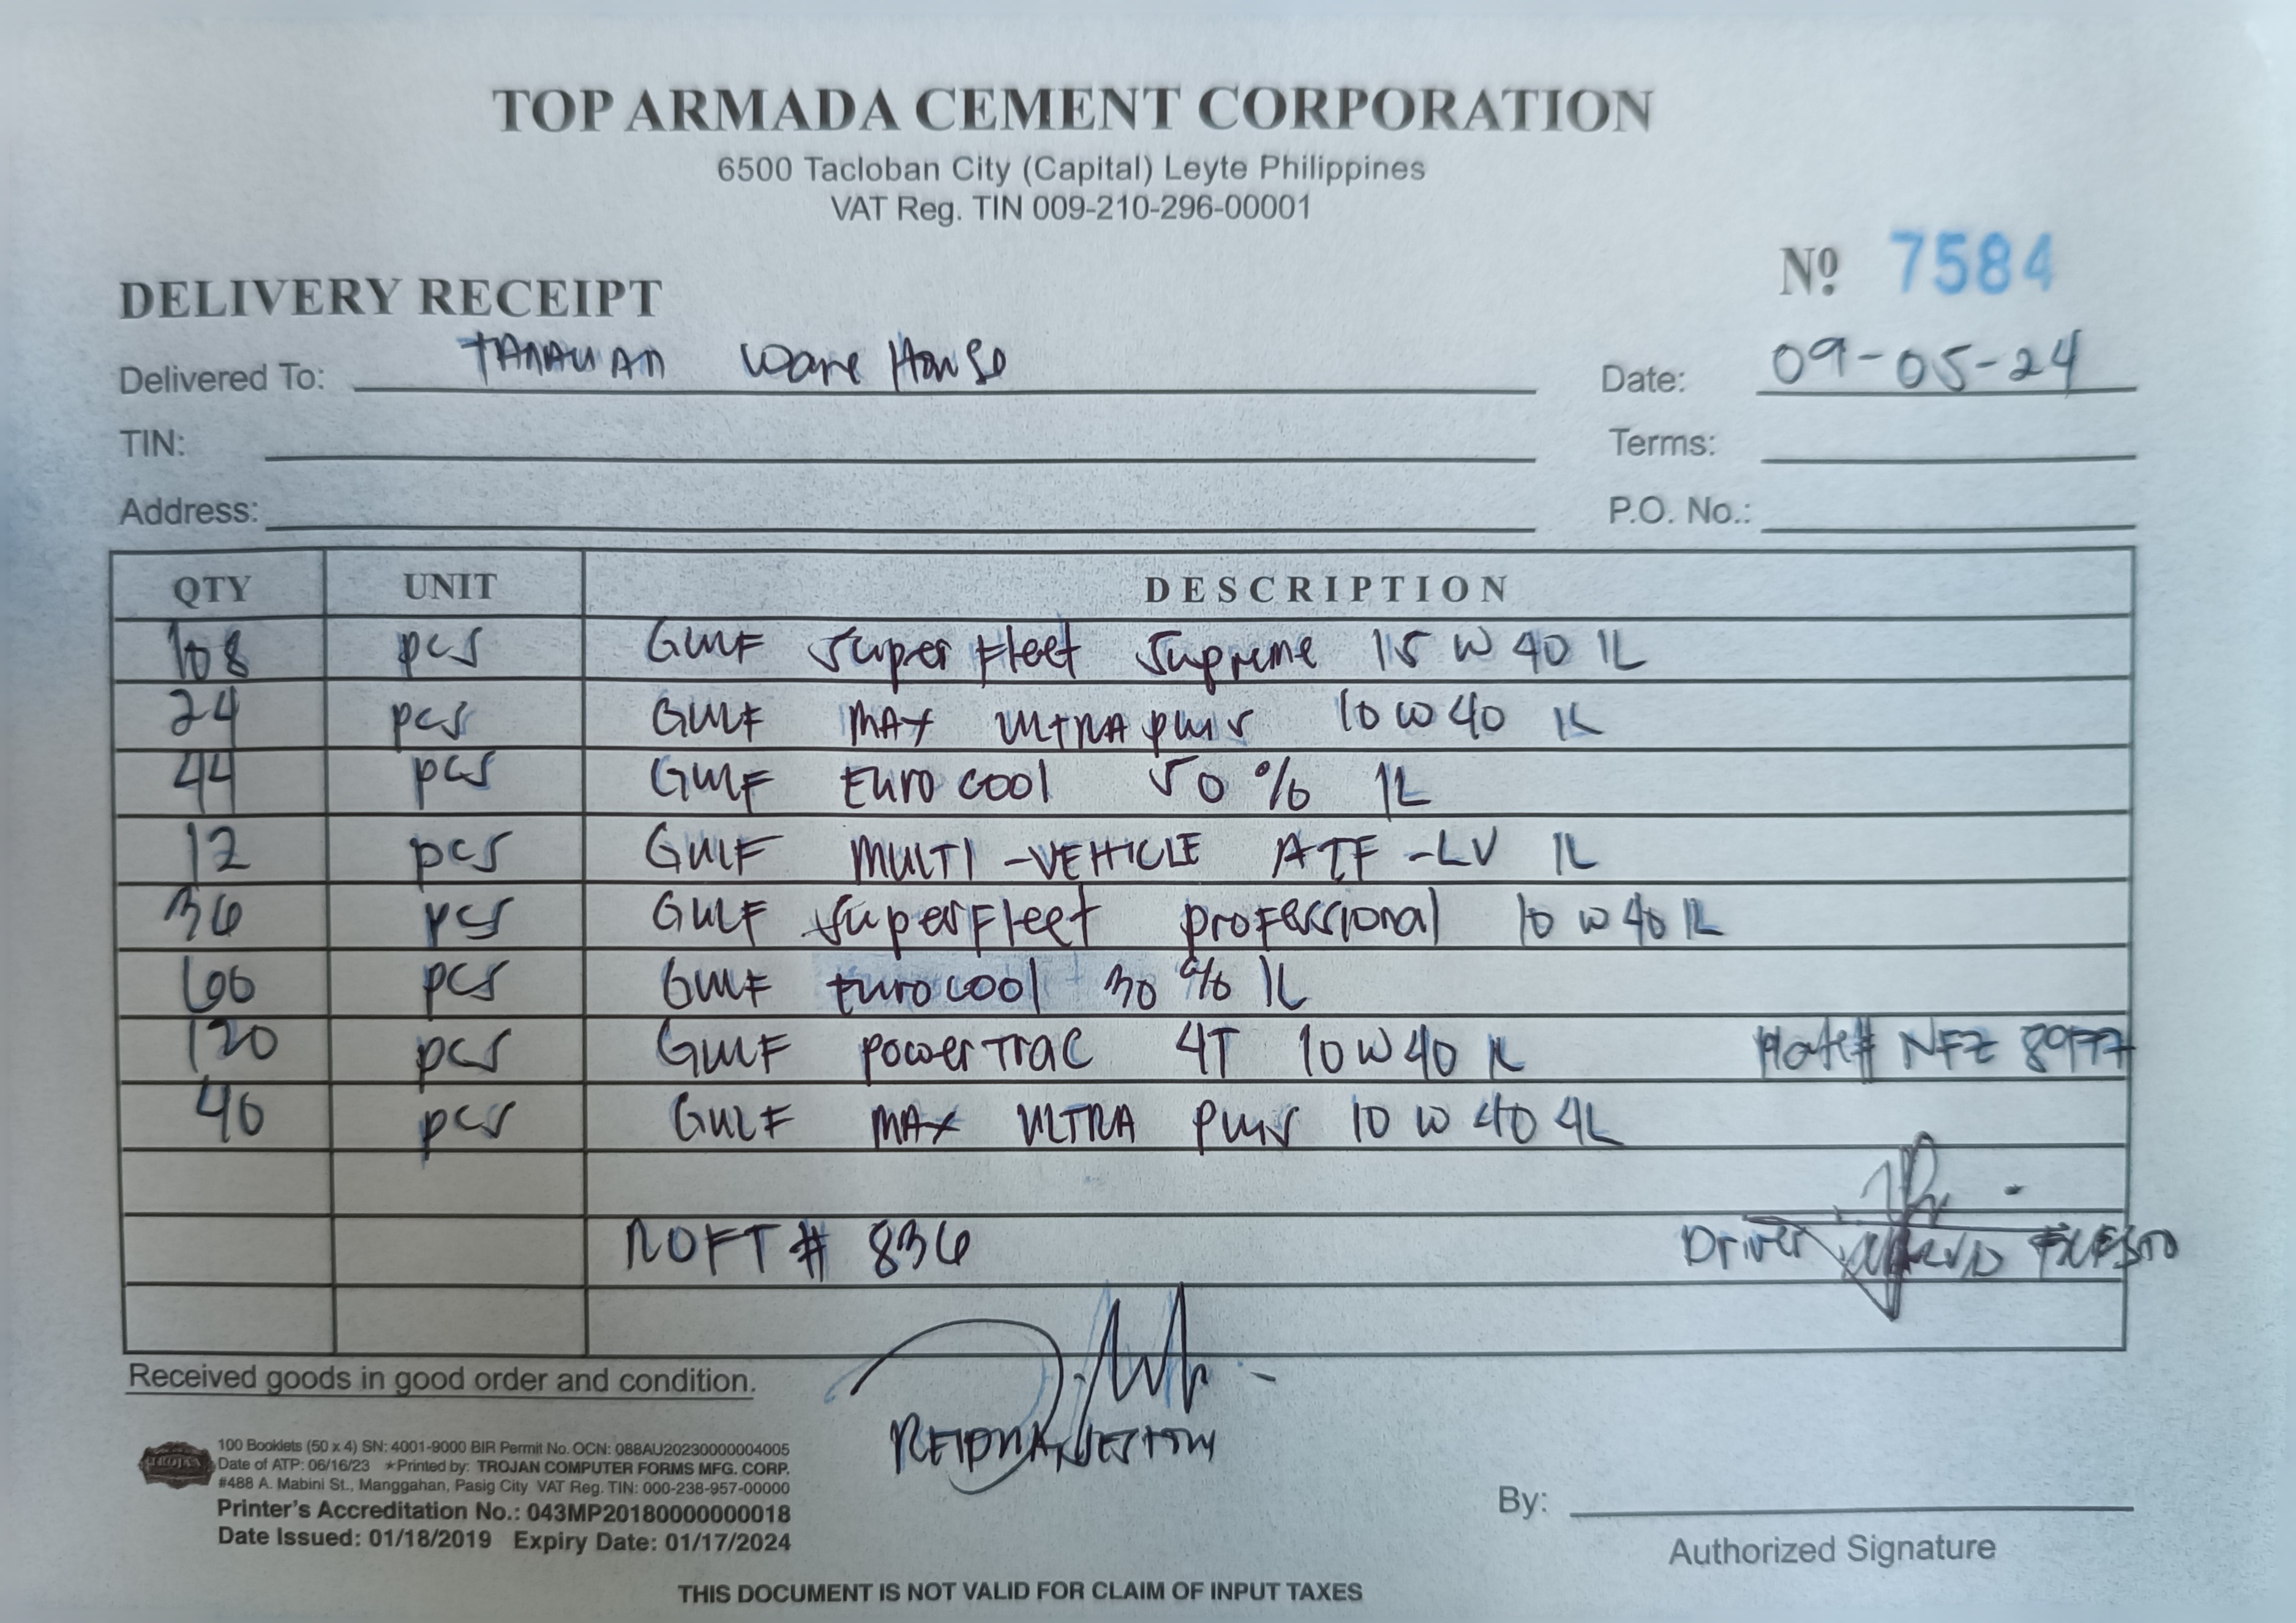 TOP ARMADA CEMENT CORPORATION
6500 Tacloban City (Capital) Leyte Philippines
VAT Reg. TIN 009-210-296-00001
Nº 7584
DELIVERY RECEIPT
Delivered To: TANAUAN Ware House Date: 09-05-24
TIN: Terms:
Address: P.O. No.:
QTY UNIT DESCRIPTION
108 pcs GULF Super Fleet Supreme 15 W 40 1L
24 pcs GULF MAX ULTRA plus 10 W 40 1L
44 pcs GULF Euro cool 50 % 1L
12 pcs GULF MULTI-VEHICLE ATF-LV 1L
36 pcs GULF SuperFleet professional 10 W 40 1L
pcs GULF Euro cool 30 % 1L
120 pcs GULF Power Trac 4T 10 W 40 1L Plate# NFZ 8977
40 pcs GULF MAX ULTRA Plus 10 W 40 4L
ROFT # 836
Driver
Received goods in good order and condition.
TROJAN
100 Booklets (50 x 4) SN: 4001-9000 BIR Permit No. OCN: 088AU20230000004005
Date of ATP: 06/16/23 ★Printed by: TROJAN COMPUTER FORMS MFG. CORP.
#488 A. Mabini St., Manggahan, Pasig City VAT Reg. TIN: 000-238-957-00000
Printer's Accreditation No.: 043MP20180000000018
Date Issued: 01/18/2019 Expiry Date: 01/17/2024
By:
Authorized Signature
THIS DOCUMENT IS NOT VALID FOR CLAIM OF INPUT TAXES